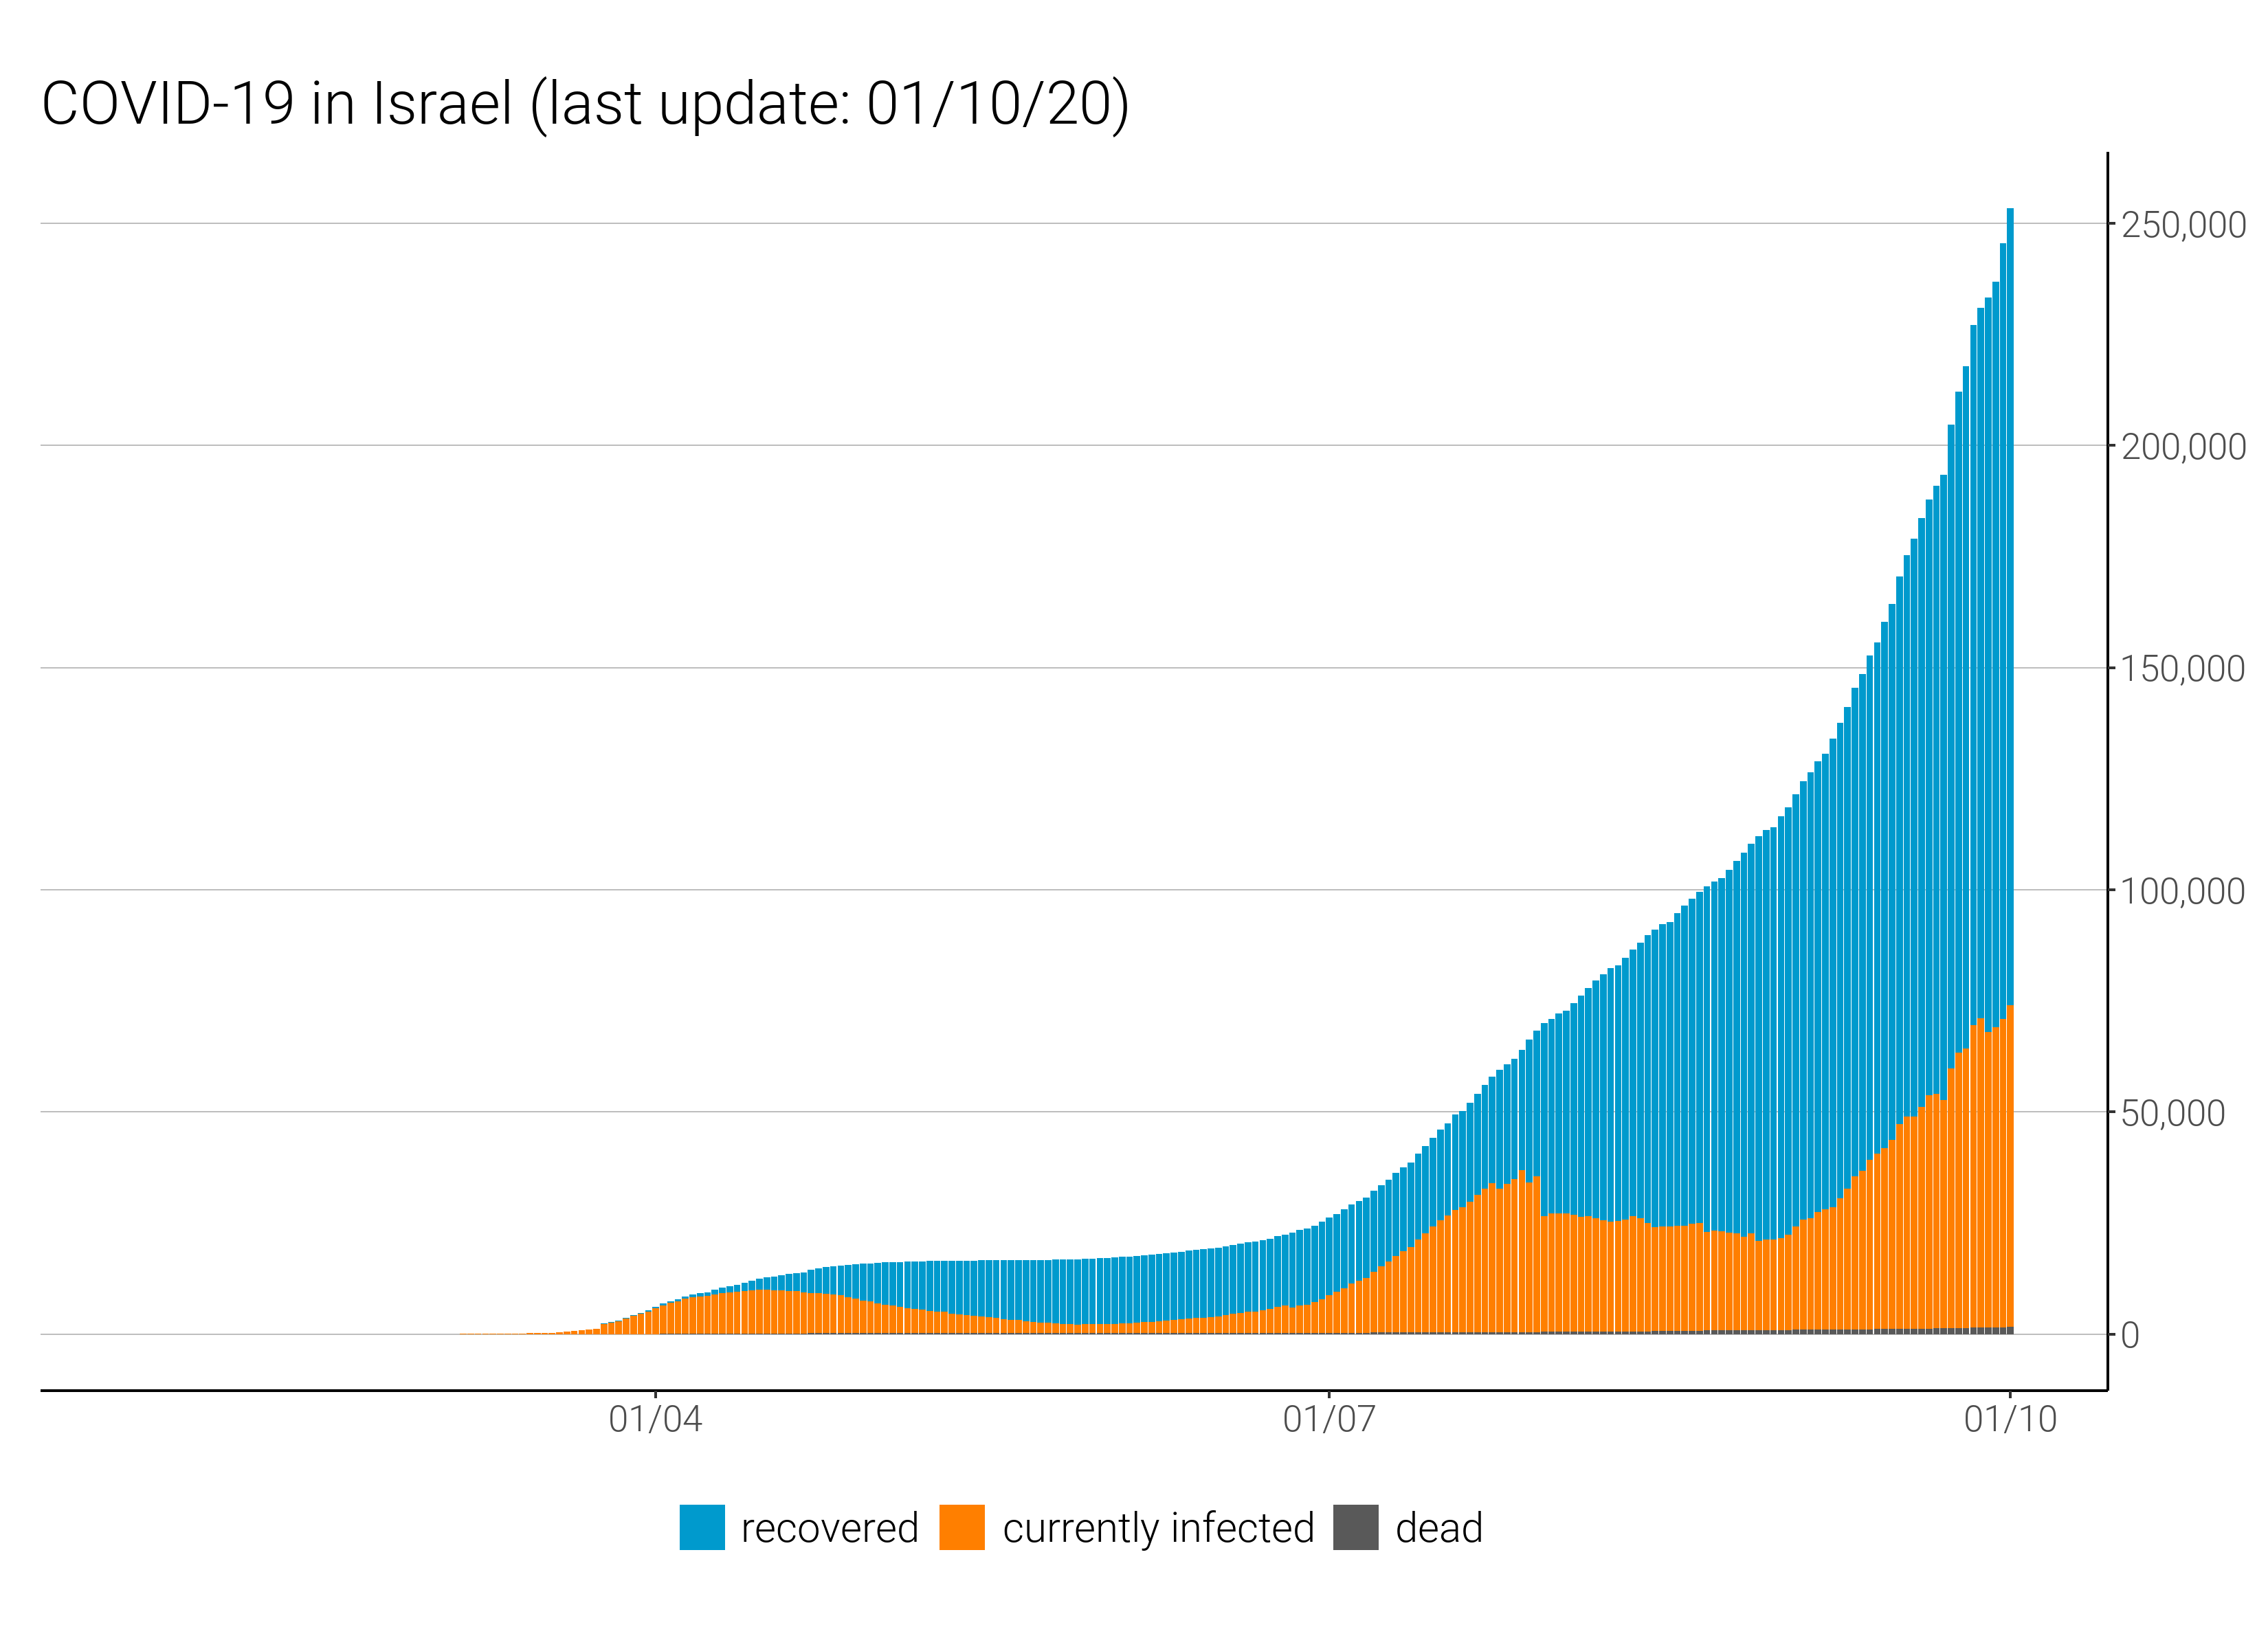 COVID-19 in Israel (last update: 01/10/20)
250,000
200,000
150,000
100,000
50,000
0
01/04 01/07 01/10
recovered currently infected dead